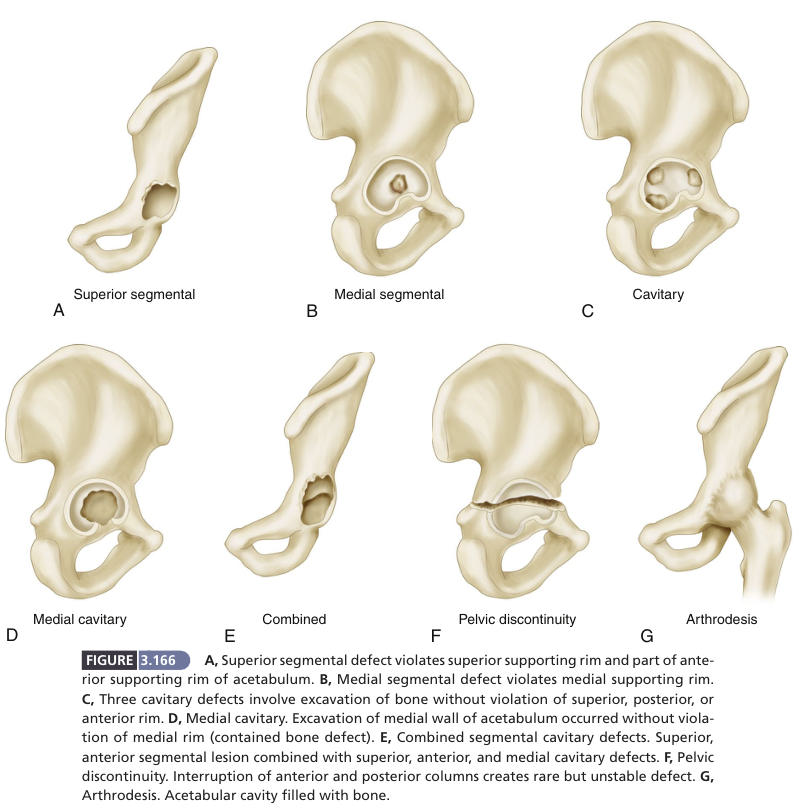 A
Superior segmental
B
Medial segmental
C
Cavitary
D
Medial cavitary
E
Combined
F
Pelvic discontinuity
G
Arthrodesis
FIGURE 3.166 A, Superior segmental defect violates superior supporting rim and part of ante-
rior supporting rim of acetabulum. B, Medial segmental defect violates medial supporting rim.
C, Three cavitary defects involve excavation of bone without violation of superior, posterior, or
anterior rim. D, Medial cavitary. Excavation of medial wall of acetabulum occurred without viola-
tion of medial rim (contained bone defect). E, Combined segmental cavitary defects. Superior,
anterior segmental lesion combined with superior, anterior, and medial cavitary defects. F, Pelvic
discontinuity. Interruption of anterior and posterior columns creates rare but unstable defect. G,
Arthrodesis. Acetabular cavity filled with bone.